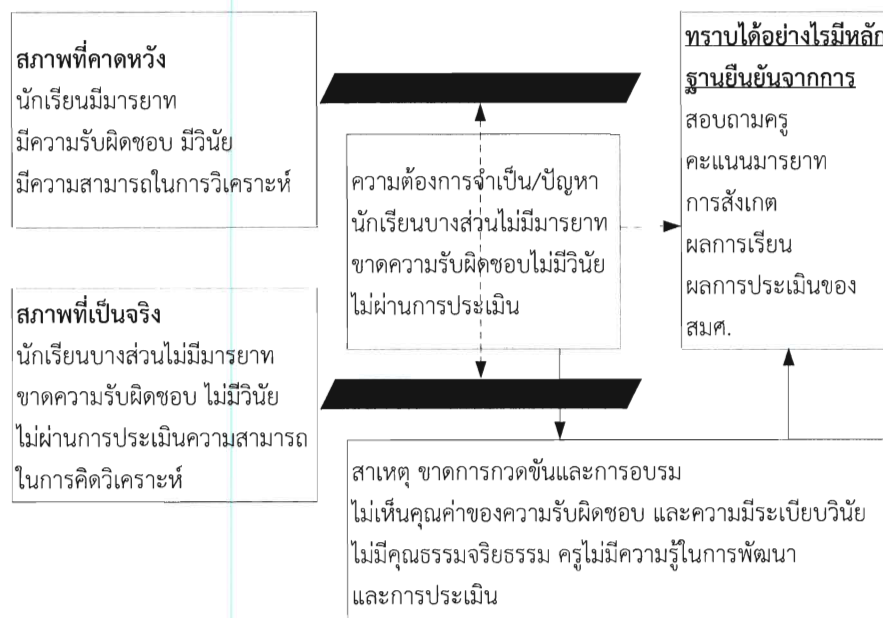 สภาพที่คาดหวัง
นักเรียนมีมารยาท
มีความรับผิดชอบ มีวินัย
มีความสามารถในการวิเคราะห์
สภาพที่เป็นจริง
นักเรียนบางส่วนไม่มีมารยาท
ขาดความรับผิดชอบ ไม่มีวินัย
ไม่ผ่านการประเมินความสามารถ
ในการคิดวิเคราะห์
ความต้องการจำเป็น/ปัญหา
นักเรียนบางส่วนไม่มีมารยาท
ขาดความรับผิดชอบไม่มีวินัย
ไม่ผ่านการประเมิน
ทราบได้อย่างไรมีหลัก
ฐานยืนยันจากการ
สอบถามครู
คะแนนมารยาท
การสังเกต
ผลการเรียน
ผลการประเมินของ
สมศ.
สาเหตุ ขาดการกวดขันและการอบรม
ไม่เห็นคุณค่าของความรับผิดชอบ และความมีระเบียบวินัย
ไม่มีคุณธรรมจริยธรรม ครูไม่มีความรู้ในการพัฒนา
และการประเมิน